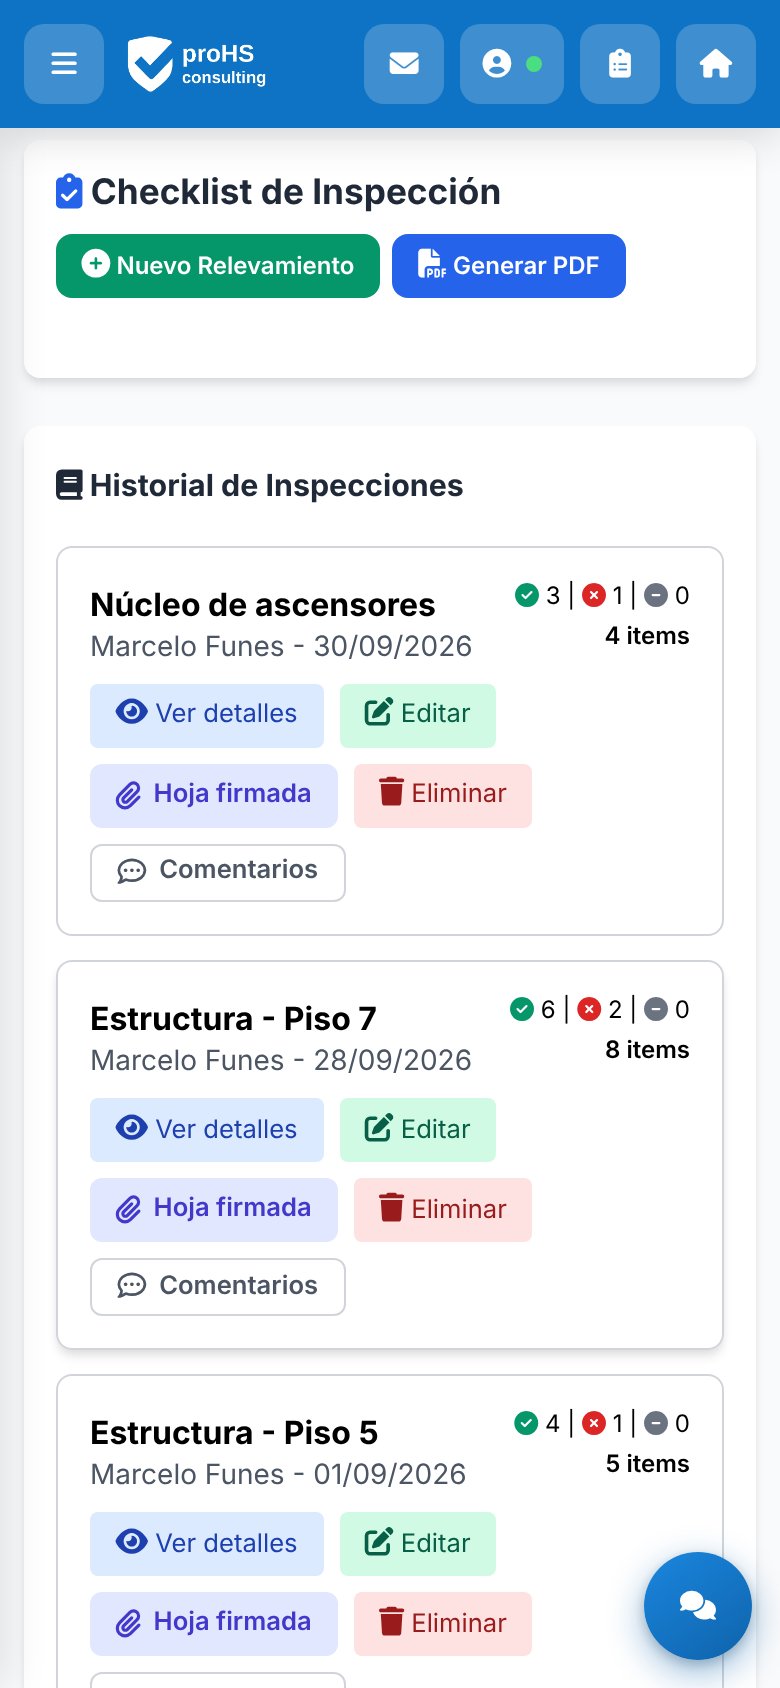 proHS
consulting
Checklist de Inspección
Nuevo Relevamiento
PDF Generar PDF
Historial de Inspecciones
Núcleo de ascensores
3 | 1 | 0
Marcelo Funes - 30/09/2026
4 items
Ver detalles
Editar
Hoja firmada
Eliminar
Comentarios
Estructura - Piso 7
6 | 2 | 0
Marcelo Funes - 28/09/2026
8 items
Ver detalles
Editar
Hoja firmada
Eliminar
Comentarios
Estructura - Piso 5
4 | 1 | 0
Marcelo Funes - 01/09/2026
5 items
Ver detalles
Editar
Hoja firmada
Eliminar